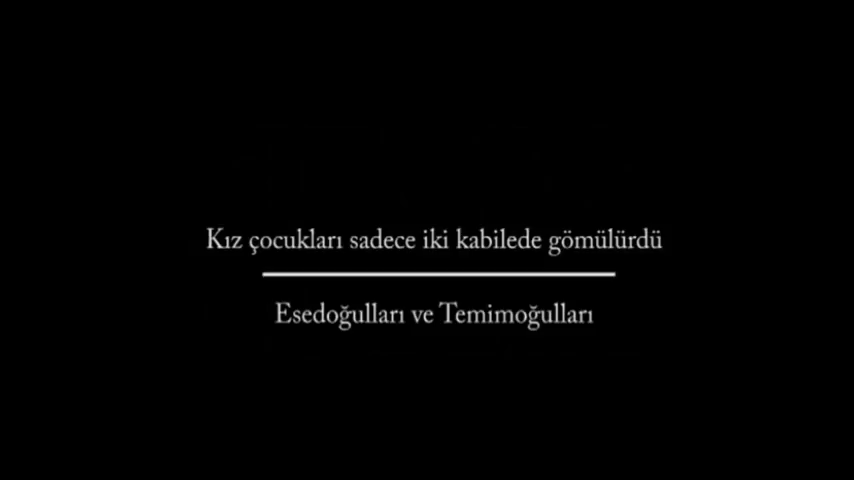 Kız çocukları sadece iki kabilede gömülürdü
Esedoğulları ve Temimoğulları